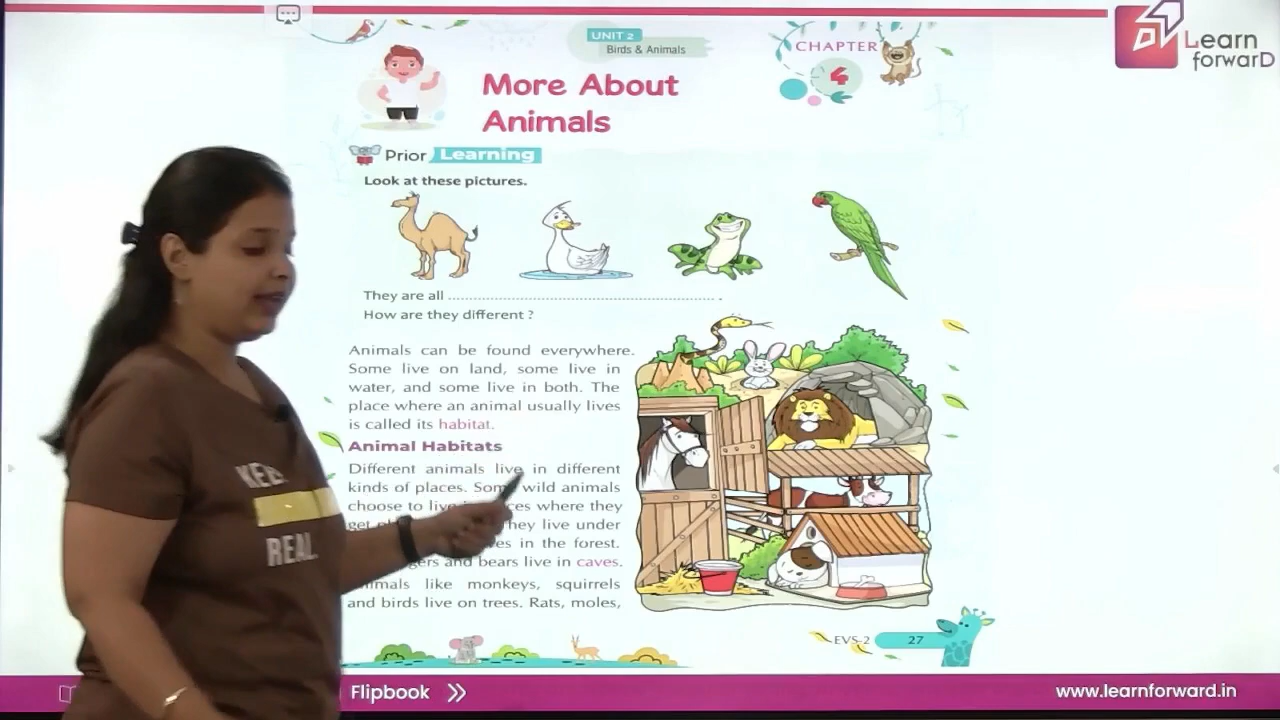 Learn
forwarD
UNIT 2
Birds & Animals
CHAPTER
4
More About
Animals
Prior Learning
Look at these pictures.
They are all ........................................................................ .
How are they different ?
Animals can be found everywhere.
Some live on land, some live in
water, and some live in both. The
place where an animal usually lives
is called its habitat.
Animal Habitats
Different animals live in different
kinds of places. Some wild animals
choose to live where they
get hey live under
in the forest.
and bears live in caves.
like monkeys, squirrels
and birds live on trees. Rats, moles,
KEE
REAL
EVS-2 27
Flipbook
www.learnforward.in